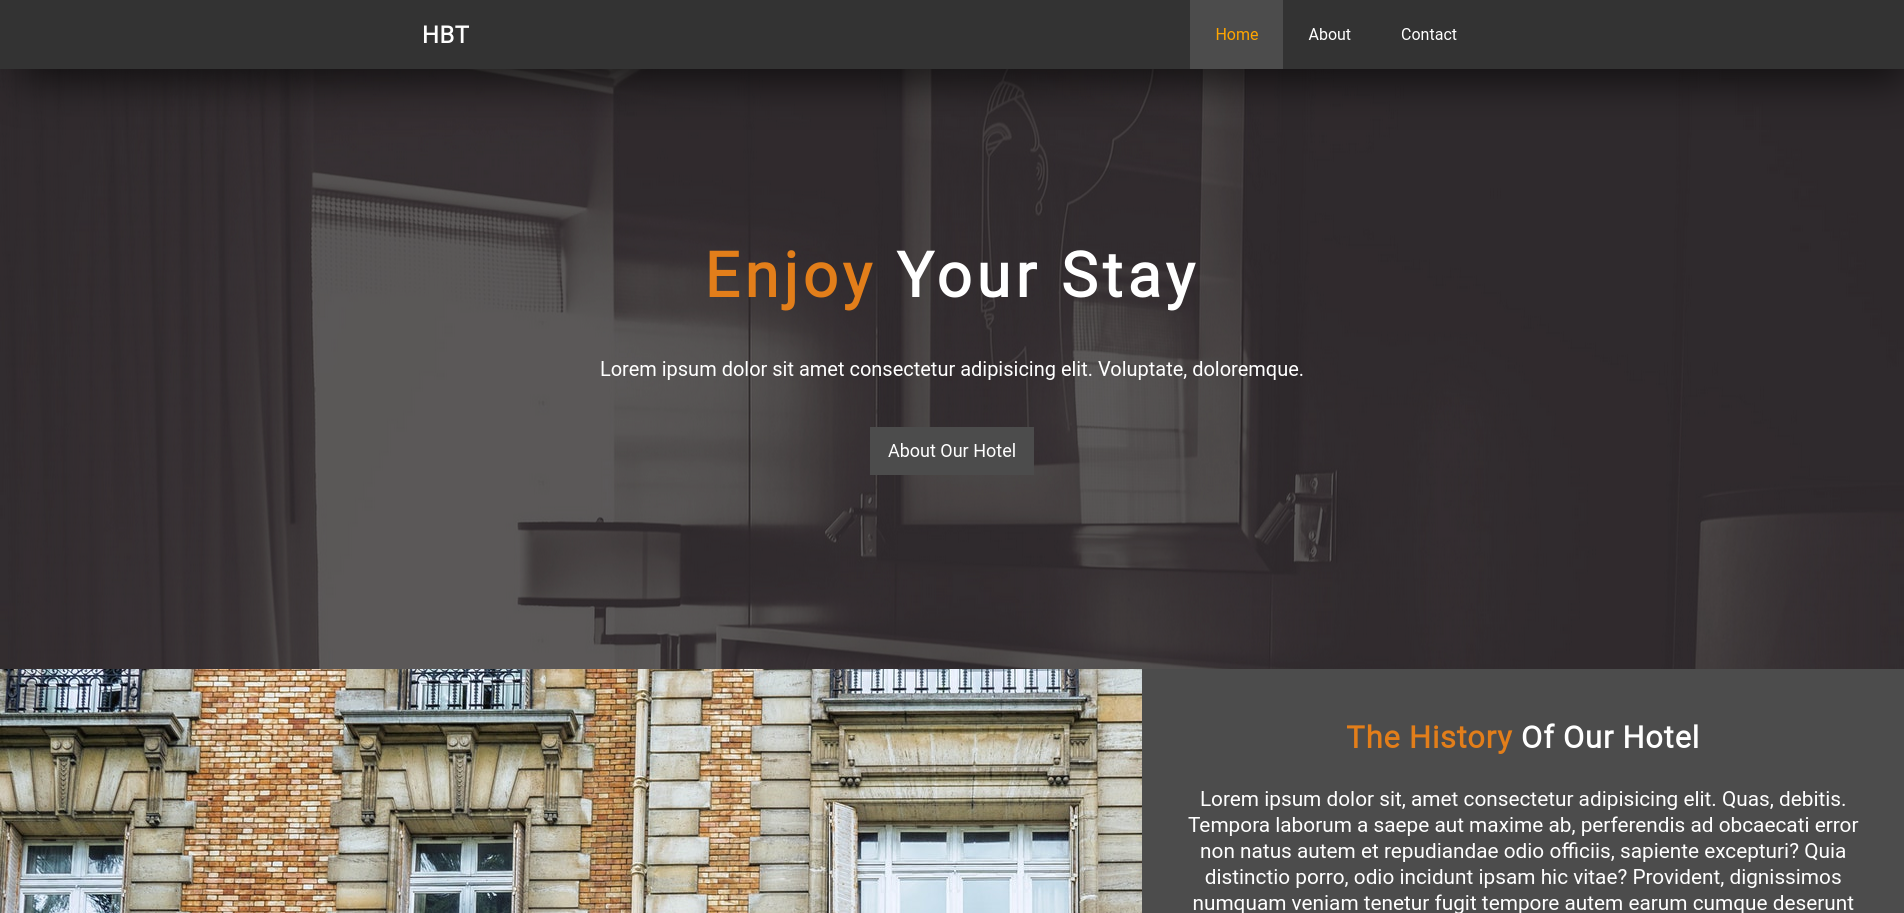 HBT
Home
About
Contact
Enjoy Your Stay
Lorem ipsum dolor sit amet consectetur adipisicing elit. Voluptate, doloremque.
About Our Hotel
The History Of Our Hotel
Lorem ipsum dolor sit, amet consectetur adipisicing elit. Quas, debitis.
Tempora laborum a saepe aut maxime ab, perferendis ad obcaecati error
non natus autem et repudiandae odio officiis, sapiente excepturi? Quia
distinctio porro, odio incidunt ipsam hic vitae? Provident, dignissimos
numquam veniam tenetur fugit tempore autem earum cumque deserunt